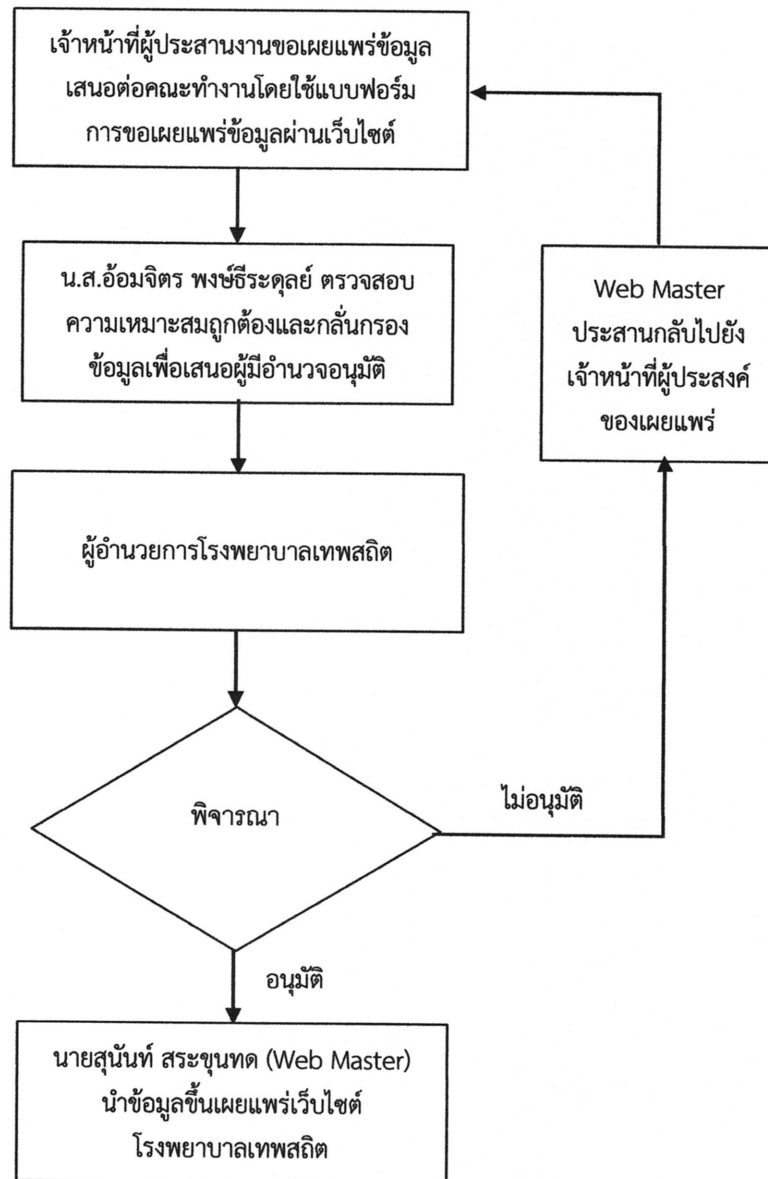 เจ้าหน้าที่ผู้ประสานงานขอเผยแพร่ข้อมูล
เสนอต่อคณะทำงานโดยใช้แบบฟอร์ม
การขอเผยแพร่ข้อมูลผ่านเว็บไซต์
น.ส.อ้อมจิตร พงษ์ธีระดุลย์ ตรวจสอบ
ความเหมาะสมถูกต้องและกลั่นกรอง
ข้อมูลเพื่อเสนอผู้มีอำนวจอนุมัติ
Web Master
ประสานกลับไปยัง
เจ้าหน้าที่ผู้ประสงค์
ของเผยแพร่
ผู้อำนวยการโรงพยาบาลเทพสถิต
พิจารณา
ไม่อนุมัติ
อนุมัติ
นายสุนันท์ สระขุนทด (Web Master)
นำข้อมูลขึ้นเผยแพร่เว็บไซต์
โรงพยาบาลเทพสถิต